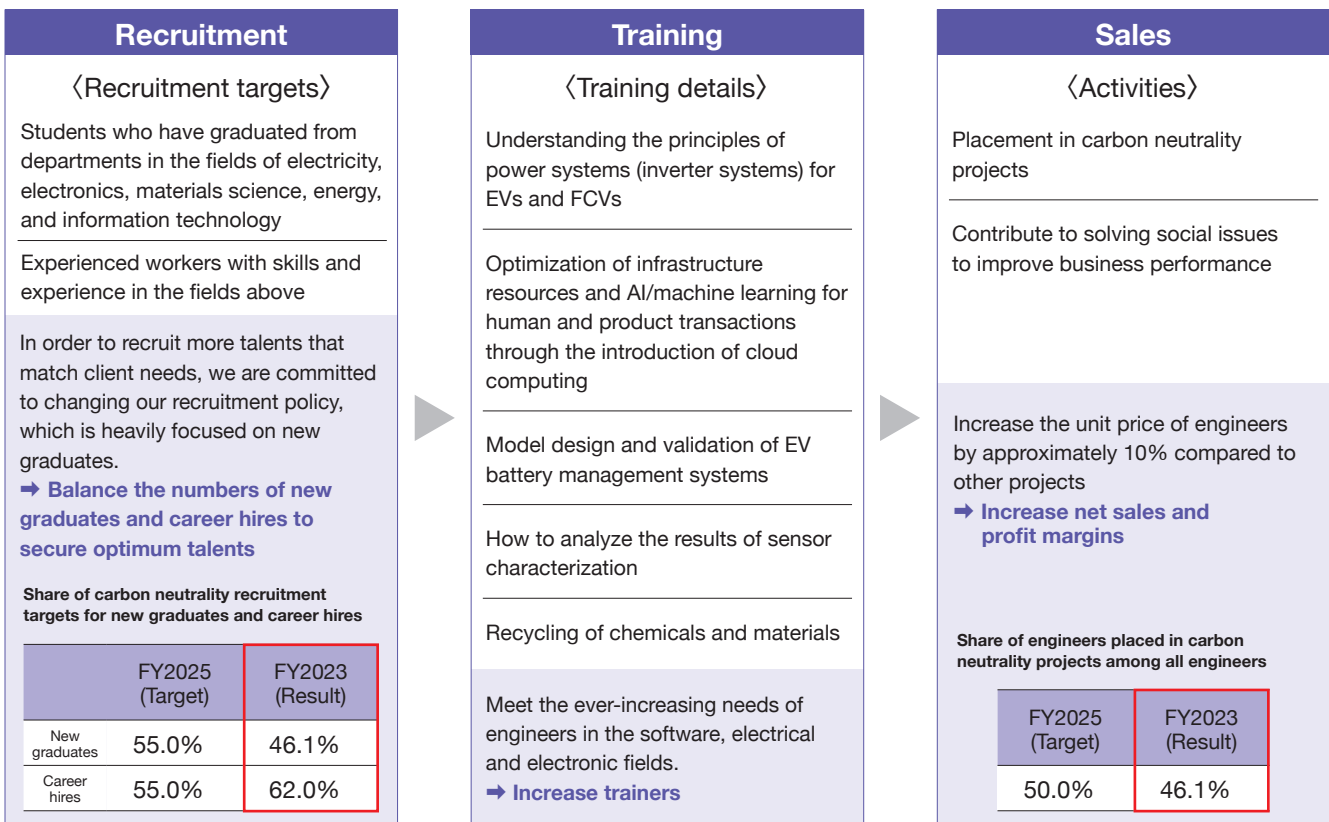 Recruitment
〈Recruitment targets〉
Students who have graduated from
departments in the fields of electricity,
electronics, materials science, energy,
and information technology
Experienced workers with skills and
experience in the fields above
In order to recruit more talents that
match client needs, we are committed
to changing our recruitment policy,
which is heavily focused on new
graduates.
➡ Balance the numbers of new
graduates and career hires to
secure optimum talents
Share of carbon neutrality recruitment
targets for new graduates and career hires
FY2025 FY2023
(Target) (Result)
New
graduates 55.0% 46.1%
Career
hires 55.0% 62.0%
Training
〈Training details〉
Understanding the principles of
power systems (inverter systems) for
EVs and FCVs
Optimization of infrastructure
resources and AI/machine learning for
human and product transactions
through the introduction of cloud
computing
Model design and validation of EV
battery management systems
How to analyze the results of sensor
characterization
Recycling of chemicals and materials
Meet the ever-increasing needs of
engineers in the software, electrical
and electronic fields.
➡ Increase trainers
Sales
〈Activities〉
Placement in carbon neutrality
projects
Contribute to solving social issues
to improve business performance
Increase the unit price of engineers
by approximately 10% compared to
other projects
➡ Increase net sales and
profit margins
Share of engineers placed in carbon
neutrality projects among all engineers
FY2025 FY2023
(Target) (Result)
50.0% 46.1%